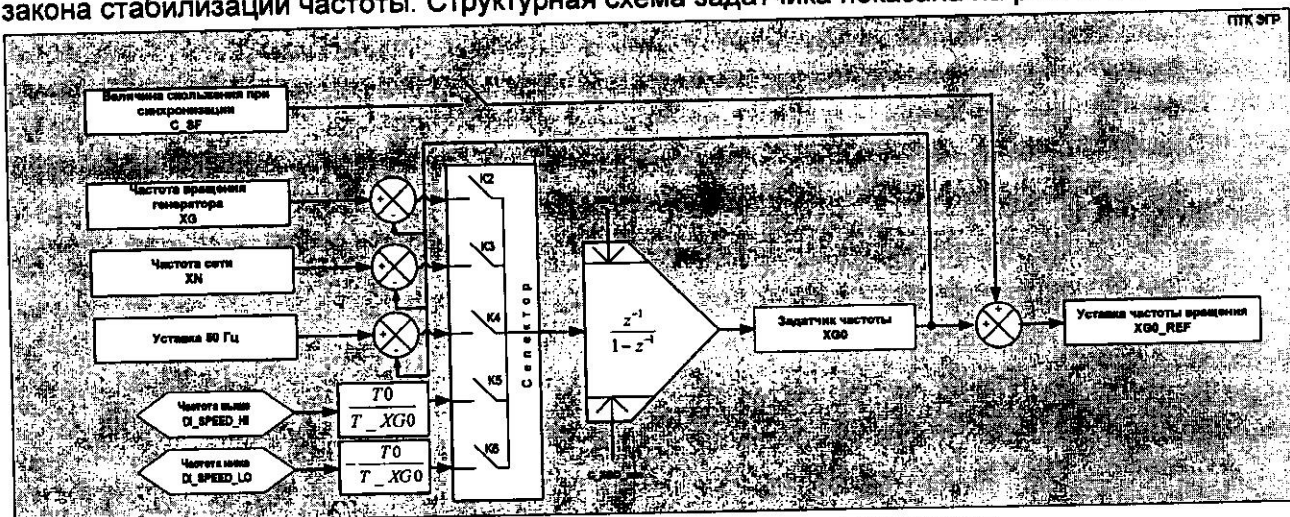 закона стабилизации частоты. Структурная схема задатчика показана на
ПТК ЭГР
Величина скольжения при
синхронизации
C_SF
K1
Частота вращения
генератора
XG
Частота сети
XN
Уставка 50 Гц
Частота выше
DI_SPEED_HI
Частота ниже
DI_SPEED_LO
+
-
+
-
+
-
T0
T_XG0
- T0
T_XG0
K2
K3
K4
K5
K6
Селектор
z⁻¹
1 - z⁻¹
Задатчик частоты
XG0
+
+
Уставка частоты вращения
XG0_REF